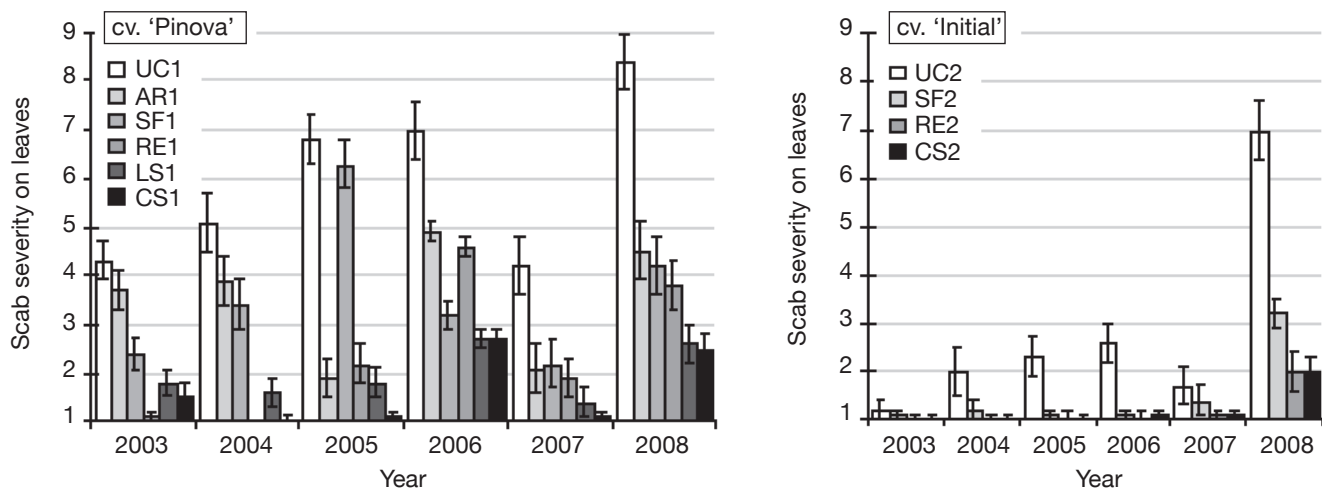 cv. 'Pinova'
UC1
AR1
SF1
RE1
LS1
CS1
Scab severity on leaves
9
8
7
6
5
4
3
2
1
2003 2004 2005 2006 2007 2008
Year
cv. 'Initial'
UC2
SF2
RE2
CS2
Scab severity on leaves
9
8
7
6
5
4
3
2
1
2003 2004 2005 2006 2007 2008
Year